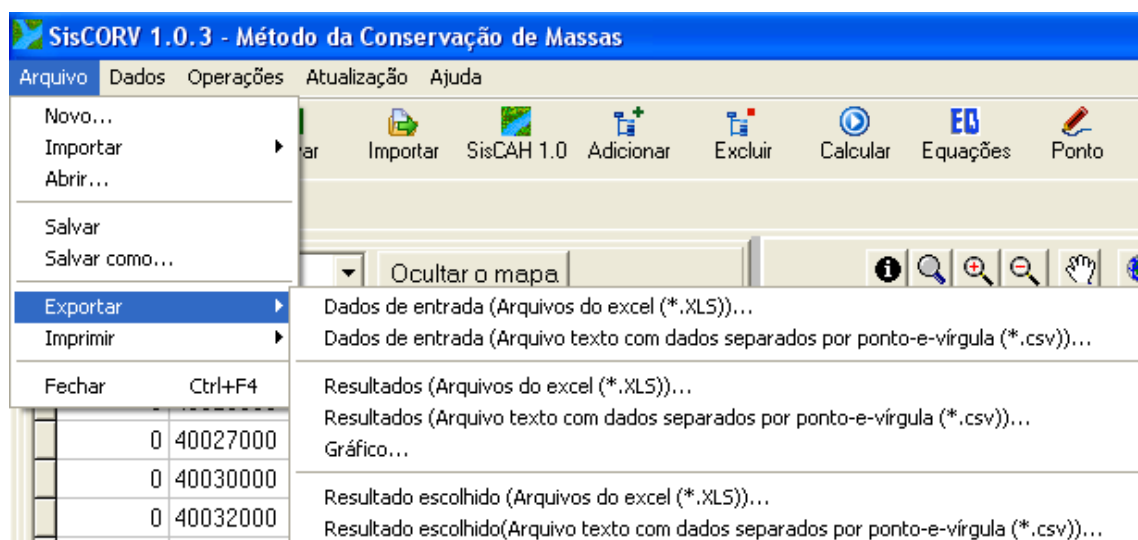 SisCORV 1.0.3 - Método da Conservação de Massas
Arquivo Dados Operações Atualização Ajuda
Novo...
Importar
Abrir...
Salvar
Salvar como...
Exportar
Imprimir
Fechar Ctrl+F4
Importar SisCAH 1.0 Adicionar Excluir Calcular Equações Ponto
Ocultar o mapa
Dados de entrada (Arquivos do excel (*.XLS))...
Dados de entrada (Arquivo texto com dados separados por ponto-e-vírgula (*.csv))...
Resultados (Arquivos do excel (*.XLS))...
Resultados (Arquivo texto com dados separados por ponto-e-vírgula (*.csv))...
Gráfico...
Resultado escolhido (Arquivos do excel (*.XLS))...
Resultado escolhido(Arquivo texto com dados separados por ponto-e-vírgula (*.csv))...
0 40027000
0 40030000
0 40032000